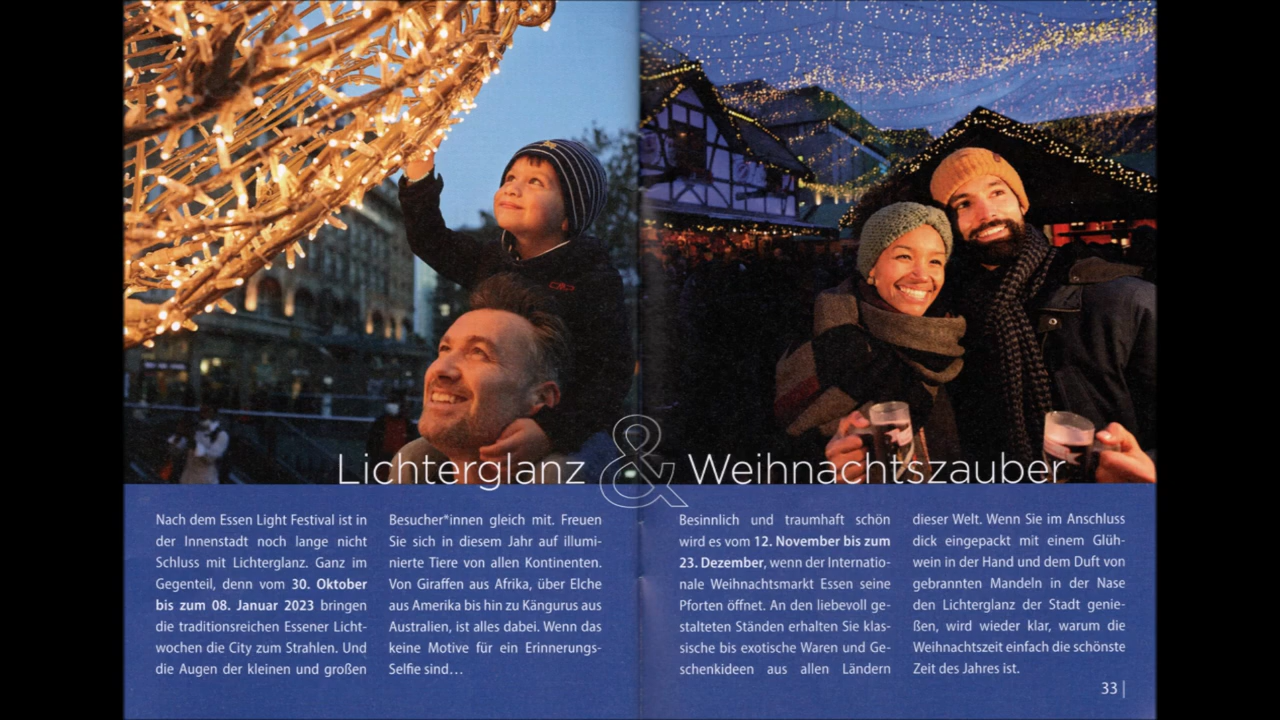 Lichterglanz & Weihnachtszauber
Nach dem Essen Light Festival ist in
der Innenstadt noch lange nicht
Schluss mit Lichterglanz. Ganz im
Gegenteil, denn vom 30. Oktober
bis zum 08. Januar 2023 bringen
die traditionsreichen Essener Licht-
wochen die City zum Strahlen. Und
die Augen der kleinen und großen
Besucher*innen gleich mit. Freuen
Sie sich in diesem Jahr auf illumi-
nierte Tiere von allen Kontinenten.
Von Giraffen aus Afrika, über Elche
aus Amerika bis hin zu Kängurus aus
Australien, ist alles dabei. Wenn das
keine Motive für ein Erinnerungs-
Selfie sind…
Besinnlich und traumhaft schön
wird es vom 12. November bis zum
23. Dezember, wenn der Internatio-
nale Weihnachtsmarkt Essen seine
Pforten öffnet. An den liebevoll ge-
stalteten Ständen erhalten Sie klas-
sische bis exotische Waren und Ge-
schenkideen aus allen Ländern
dieser Welt. Wenn Sie im Anschluss
dick eingepackt mit einem Glüh-
wein in der Hand und dem Duft von
gebrannten Mandeln in der Nase
den Lichterglanz der Stadt genie-
ßen, wird wieder klar, warum die
Weihnachtszeit einfach die schönste
Zeit des Jahres ist.
33 |